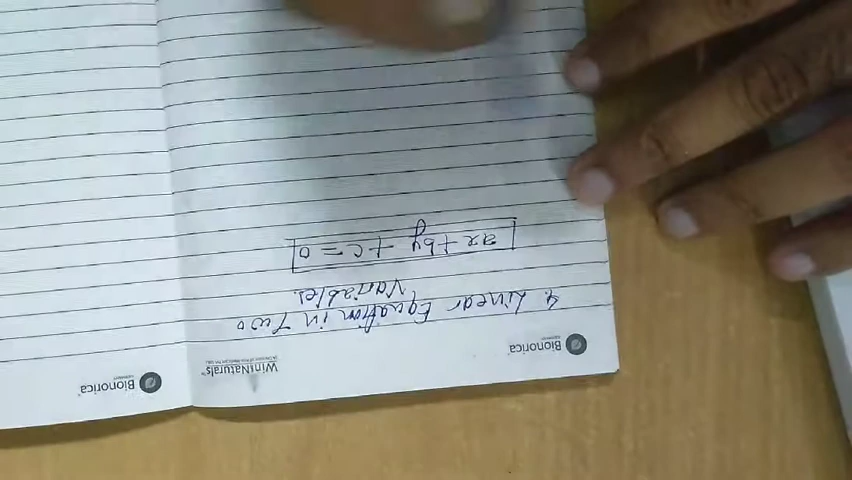 Bionorica
WinNaturals
Bionorica
4. Linear Equation in Two
Variables.
ax + by + c = 0